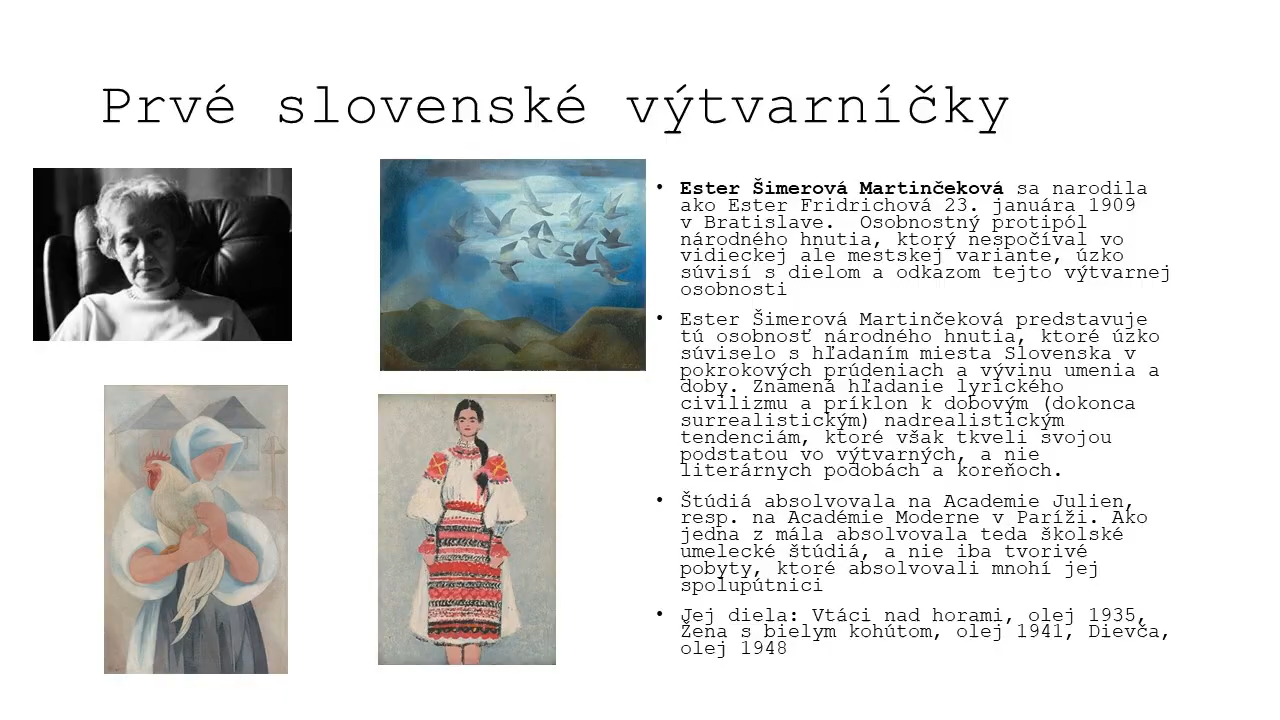 Prvé slovenské výtvarníčky
• Ester Šimerová Martinčeková sa narodila
ako Ester Fridrichová 23. januára 1909
v Bratislave.  Osobnostný protipól
národného hnutia, ktorý nespočíval vo
vidieckej ale mestskej variante, úzko
súvisí s dielom a odkazom tejto výtvarnej
osobnosti
• Ester Šimerová Martinčeková predstavuje
tú osobnosť národného hnutia, ktoré úzko
súviselo s hľadaním miesta Slovenska v
pokrokových prúdeniach a vývinu umenia a
doby. Znamená hľadanie lyrického
civilizmu a príklon k dobovým (dokonca
surrealistickým) nadrealistickým
tendenciám, ktoré však tkveli svojou
podstatou vo výtvarných, a nie
literárnych podobách a koreňoch.
• Štúdiá absolvovala na Academie Julien,
resp. na Académie Moderne v Paríži. Ako
jedna z mála absolvovala teda školské
umelecké štúdiá, a nie iba tvorivé
pobyty, ktoré absolvovali mnohí jej
spolupútnici
• Jej diela: Vtáci nad horami, olej 1935,
Žena s bielym kohútom, olej 1941, Dievča,
olej 1948